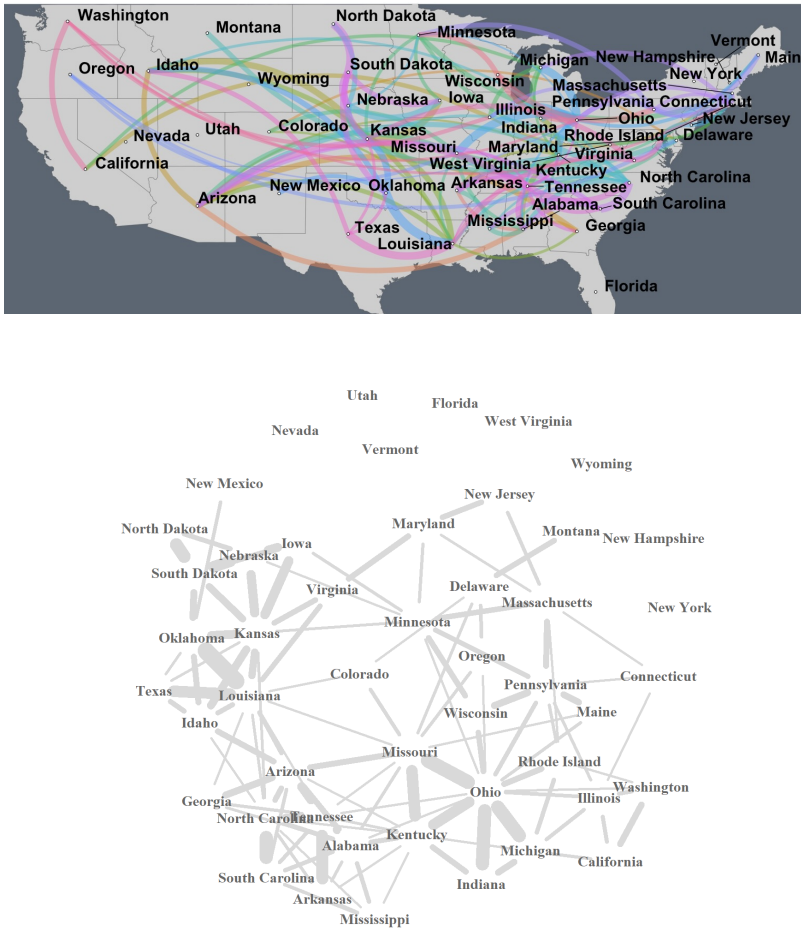 Washington
North Dakota
Montana
Minnesota
Vermont
Oregon
Idaho
South Dakota
Michigan
New Hampshire
Main
Wyoming
Wisconsin
New York
Massachusetts
Nebraska
Iowa
Illinois
Pennsylvania
Connecticut
Nevada
Utah
Colorado
Kansas
Indiana
Ohio
New Jersey
Missouri
Maryland
Rhode Island
Delaware
California
West Virginia
Virginia
Kentucky
Arizona
New Mexico
Oklahoma
Arkansas
Tennessee
North Carolina
Alabama
South Carolina
Texas
Louisiana
Mississippi
Georgia
Florida
Utah
Florida
West Virginia
Nevada
Vermont
Wyoming
New Mexico
New Jersey
North Dakota
Maryland
Montana
New Hampshire
Iowa
Nebraska
South Dakota
Virginia
Delaware
Massachusetts
New York
Minnesota
Oklahoma
Kansas
Oregon
Colorado
Connecticut
Texas
Louisiana
Pennsylvania
Idaho
Wisconsin
Maine
Missouri
Rhode Island
Arizona
Ohio
Washington
Georgia
Illinois
North Carolina
Tennessee
Kentucky
Alabama
Michigan
California
South Carolina
Indiana
Arkansas
Mississippi